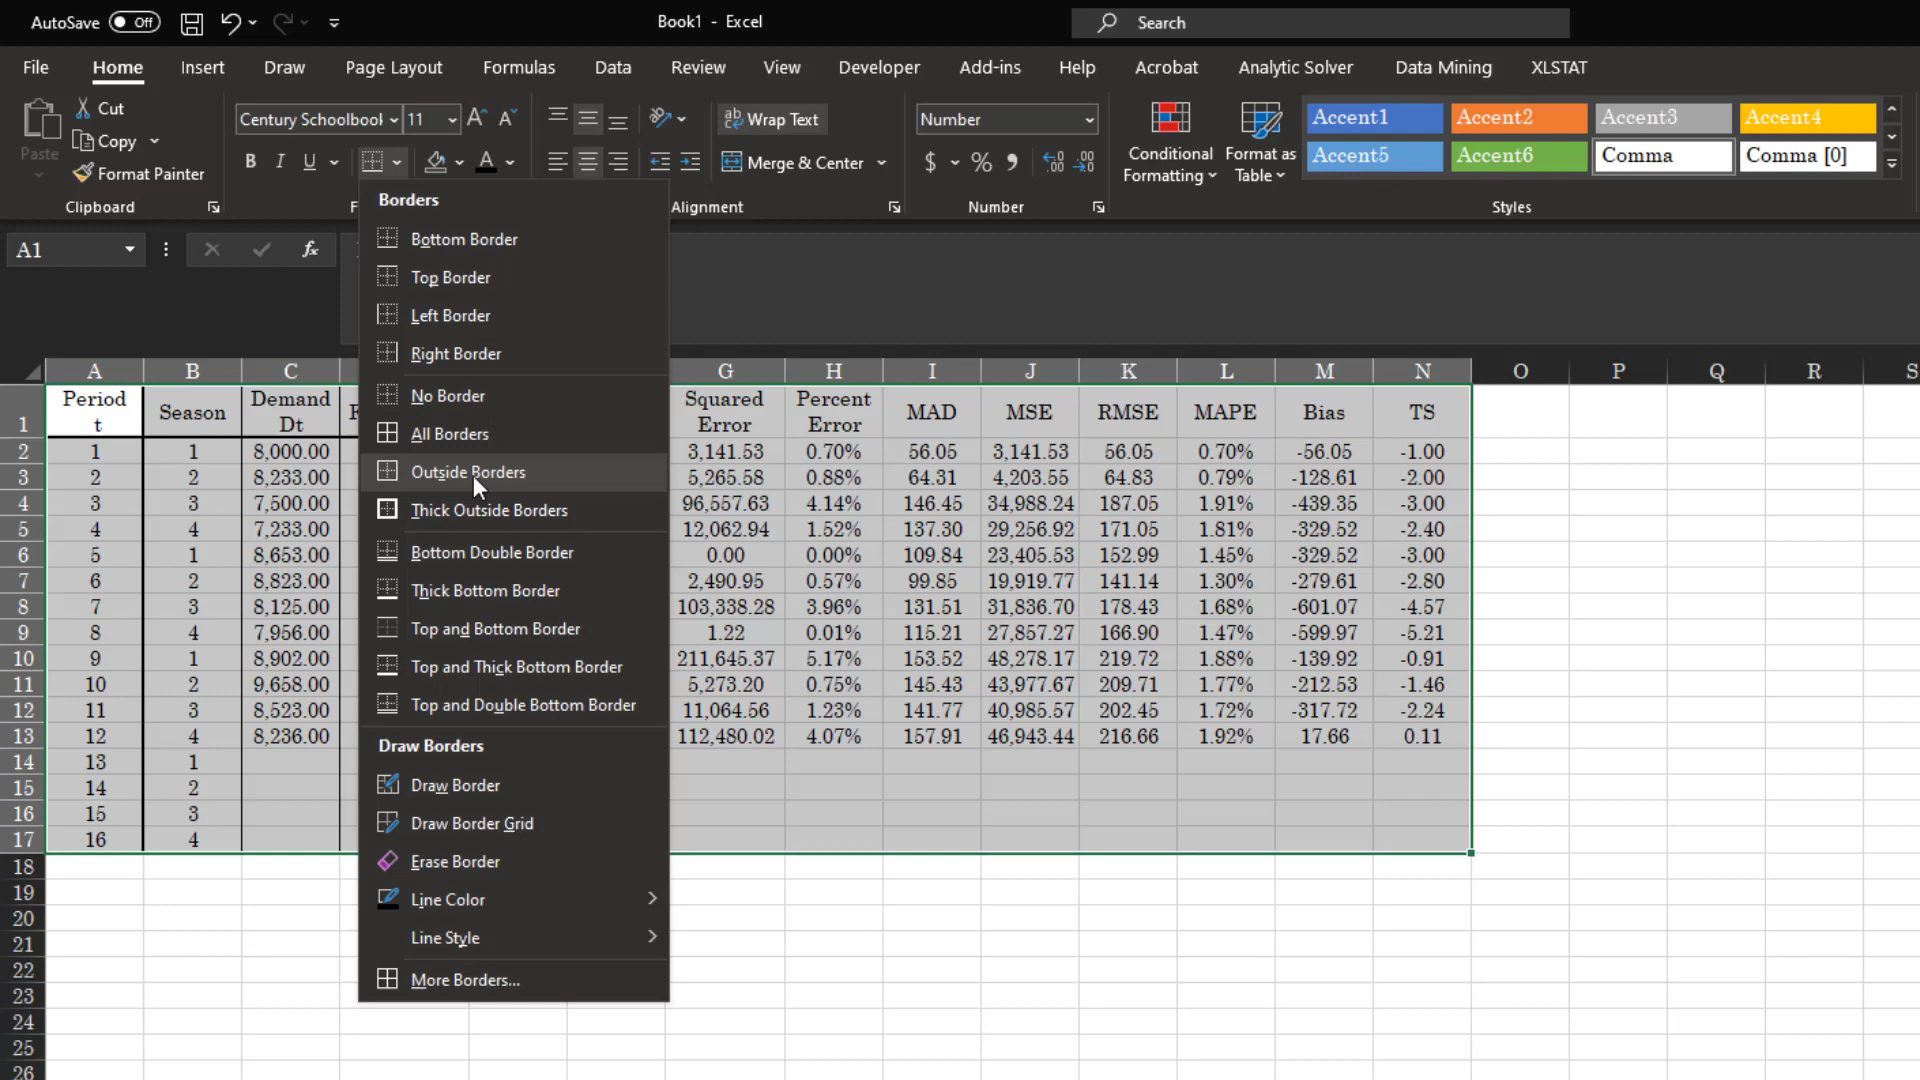 AutoSave Off Book1 - Excel Search
File Home Insert Draw Page Layout Formulas Data Review View Developer Add-ins Help Acrobat Analytic Solver Data Mining XLSTAT
Paste
Cut
Copy
Format Painter
Clipboard
Century Schoolbook 11
B I U A
Wrap Text
Merge & Center
Alignment
Number
$ %
Number
Conditional Formatting
Format as Table
Accent1 Accent2 Accent3 Accent4
Accent5 Accent6 Comma Comma [0]
Styles
A1 fx
Borders
Bottom Border
Top Border
Left Border
Right Border
No Border
All Borders
Outside Borders
Thick Outside Borders
Bottom Double Border
Thick Bottom Border
Top and Bottom Border
Top and Thick Bottom Border
Top and Double Bottom Border
Draw Borders
Draw Border
Draw Border Grid
Erase Border
Line Color
Line Style
More Borders...
A B C G H I J K L M N O P Q R S
1 Period t Season Demand Dt Squared Error Percent Error MAD MSE RMSE MAPE Bias TS
2 1 1 8,000.00 3,141.53 0.70% 56.05 3,141.53 56.05 0.70% -56.05 -1.00
3 2 2 8,233.00 5,265.58 0.88% 64.31 4,203.55 64.83 0.79% -128.61 -2.00
4 3 3 7,500.00 96,557.63 4.14% 146.45 34,988.24 187.05 1.91% -439.35 -3.00
5 4 4 7,233.00 12,062.94 1.52% 137.30 29,256.92 171.05 1.81% -329.52 -2.40
6 5 1 8,653.00 0.00 0.00% 109.84 23,405.53 152.99 1.45% -329.52 -3.00
7 6 2 8,823.00 2,490.95 0.57% 99.85 19,919.77 141.14 1.30% -279.61 -2.80
8 7 3 8,125.00 103,338.28 3.96% 131.51 31,836.70 178.43 1.68% -601.07 -4.57
9 8 4 7,956.00 1.22 0.01% 115.21 27,857.27 166.90 1.47% -599.97 -5.21
10 9 1 8,902.00 211,645.37 5.17% 153.52 48,278.17 219.72 1.88% -139.92 -0.91
11 10 2 9,658.00 5,273.20 0.75% 145.43 43,977.67 209.71 1.77% -212.53 -1.46
12 11 3 8,523.00 11,064.56 1.23% 141.77 40,985.57 202.45 1.72% -317.72 -2.24
13 12 4 8,236.00 112,480.02 4.07% 157.91 46,943.44 216.66 1.92% 17.66 0.11
14 13 1
15 14 2
16 15 3
17 16 4
18
19
20
21
22
23
24
25
26